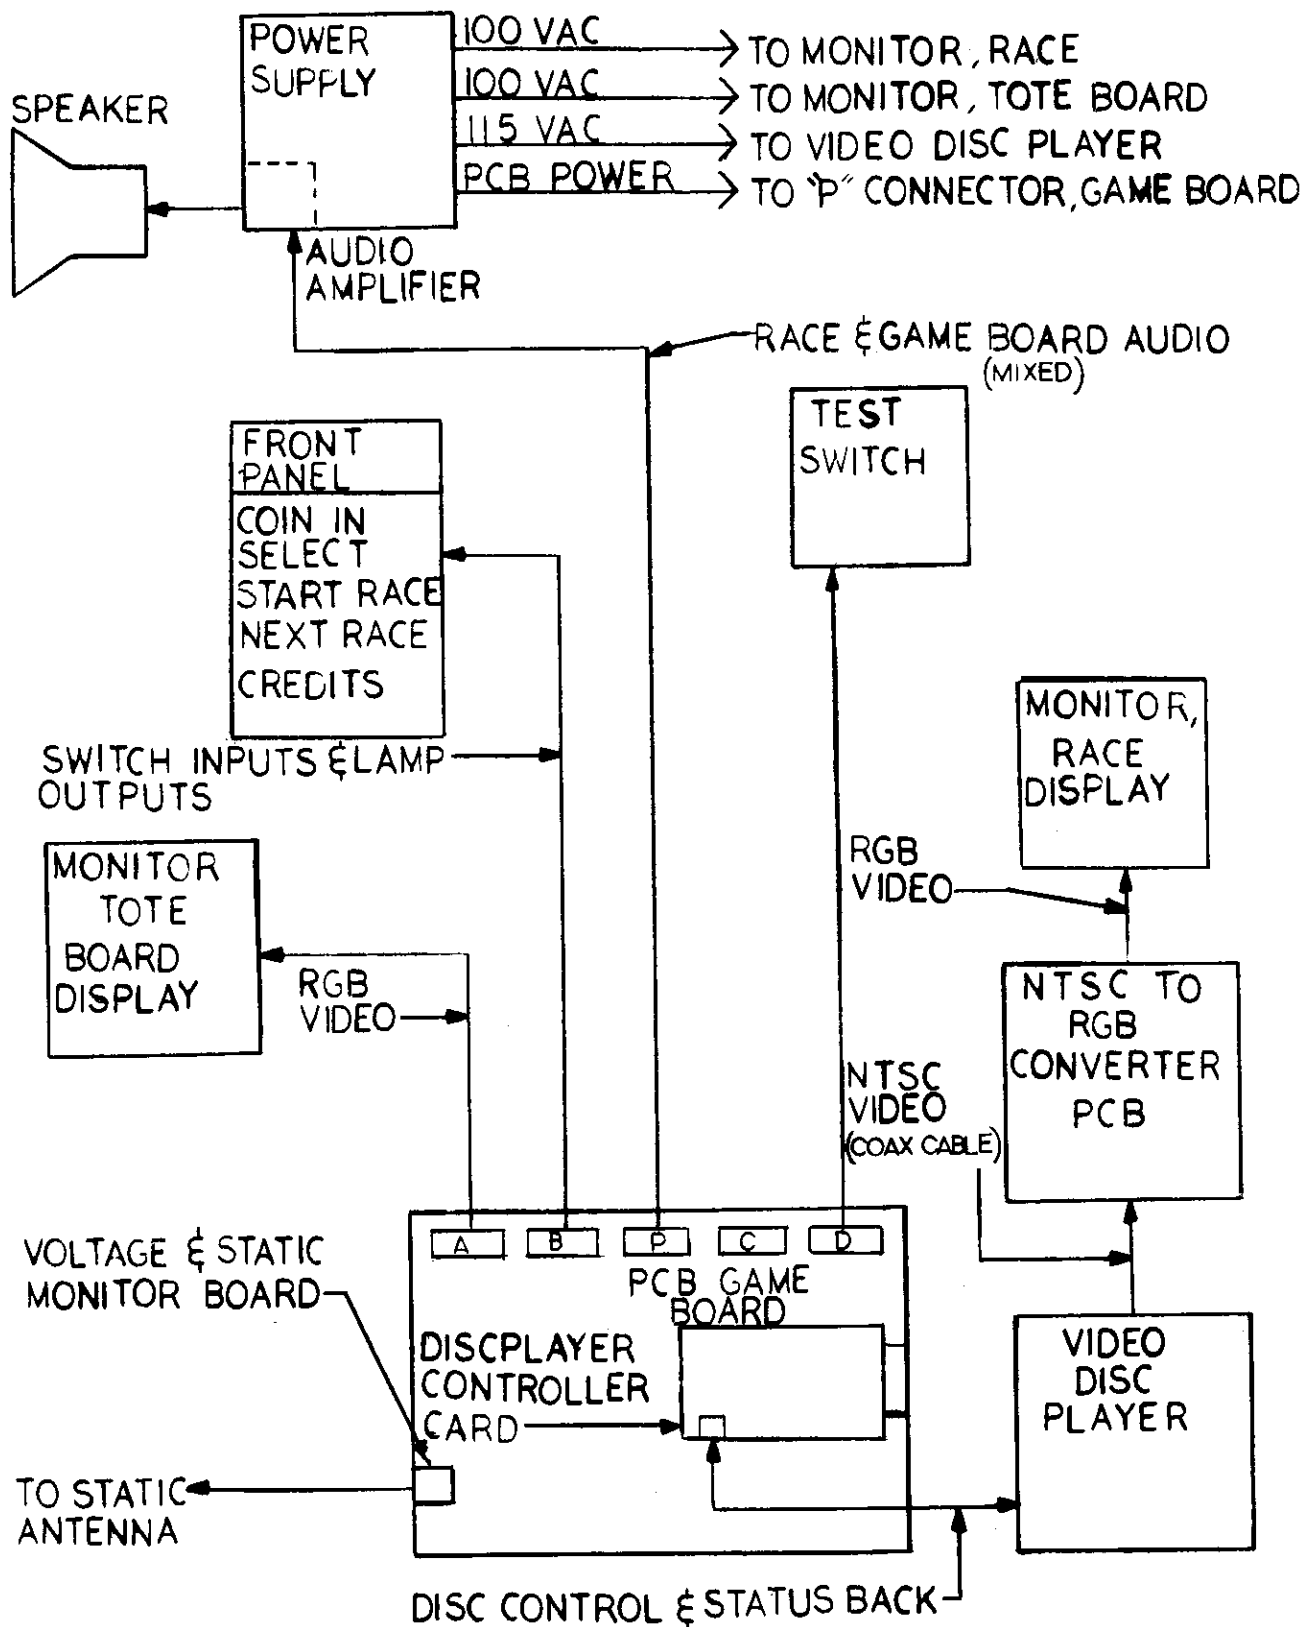 POWER
SUPPLY
100 VAC
TO MONITOR, RACE
100 VAC
TO MONITOR, TOTE BOARD
115 VAC
TO VIDEO DISC PLAYER
PCB POWER
TO "P" CONNECTOR, GAME BOARD
SPEAKER
AUDIO
AMPLIFIER
RACE & GAME BOARD AUDIO
(MIXED)
TEST
SWITCH
FRONT
PANEL
COIN IN
SELECT
START RACE
NEXT RACE
CREDITS
SWITCH INPUTS & LAMP
OUTPUTS
MONITOR,
RACE
DISPLAY
RGB
VIDEO
MONITOR
TOTE
BOARD
DISPLAY
RGB
VIDEO
NTSC TO
RGB
CONVERTER
PCB
NTSC
VIDEO
(COAX CABLE)
A
B
P
C
D
PCB GAME
BOARD
VOLTAGE & STATIC
MONITOR BOARD
DISCPLAYER
CONTROLLER
CARD
VIDEO
DISC
PLAYER
TO STATIC
ANTENNA
DISC CONTROL & STATUS BACK